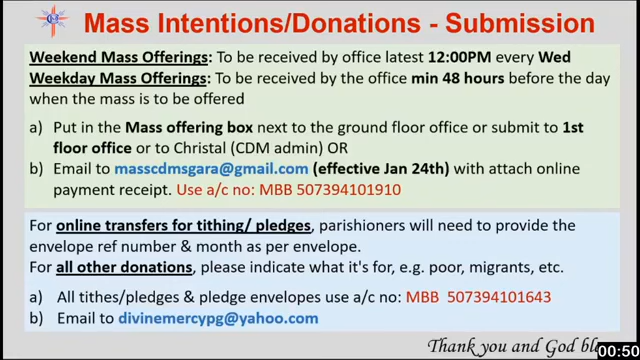 Mass Intentions/Donations - Submission
Weekend Mass Offerings: To be received by office latest 12:00PM every Wed
Weekday Mass Offerings: To be received by the office min 48 hours before the day
when the mass is to be offered
a) Put in the Mass offering box next to the ground floor office or submit to 1st
floor office or to Christal (CDM admin) OR
b) Email to masscdmsgara@gmail.com (effective Jan 24th) with attach online
payment receipt. Use a/c no: MBB 507394101910
For online transfers for tithing/ pledges, parishioners will need to provide the
envelope ref number & month as per envelope.
For all other donations, please indicate what it's for, e.g. poor, migrants, etc.
a) All tithes/pledges & pledge envelopes use a/c no: MBB 507394101643
b) Email to divinemercypg@yahoo.com
Thank you and God
00:50